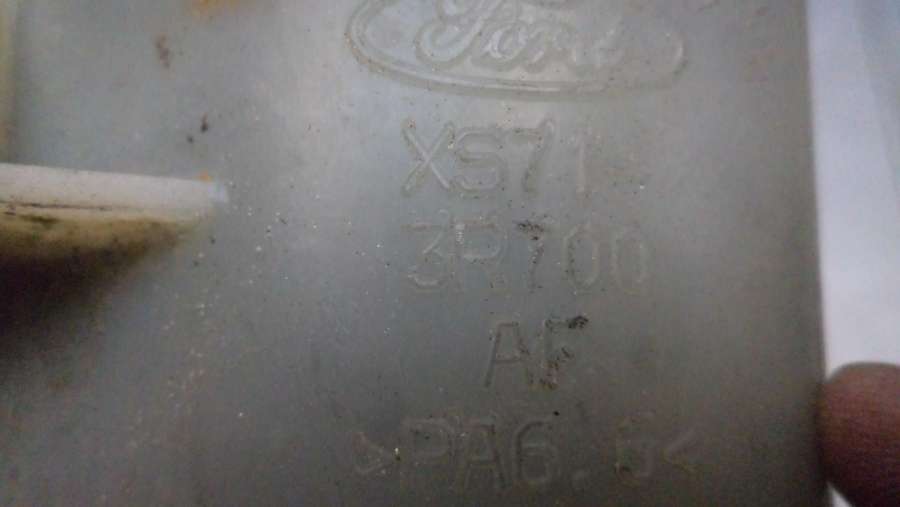 Ford
XS71-
3R700
AF
>PA6.6<